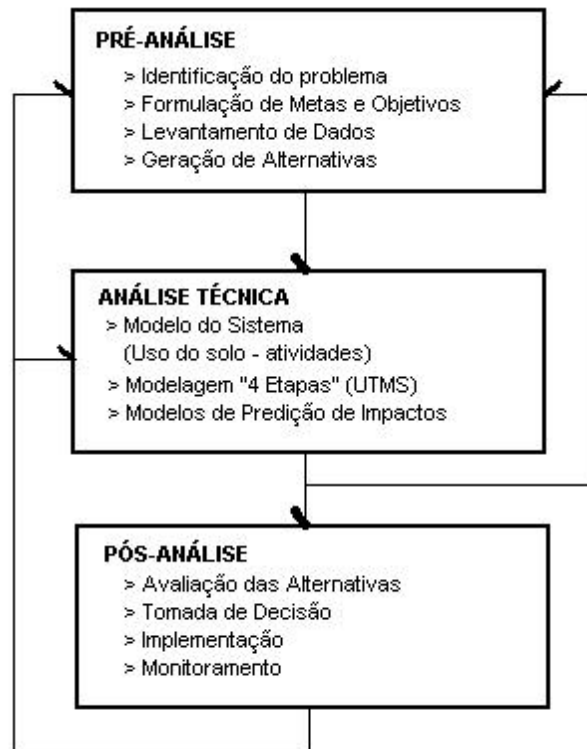 PRÉ-ANÁLISE
> Identificação do problema
> Formulação de Metas e Objetivos
> Levantamento de Dados
> Geração de Alternativas
ANÁLISE TÉCNICA
> Modelo do Sistema
(Uso do solo - atividades)
> Modelagem "4 Etapas" (UTMS)
> Modelos de Predição de Impactos
PÓS-ANÁLISE
> Avaliação das Alternativas
> Tomada de Decisão
> Implementação
> Monitoramento